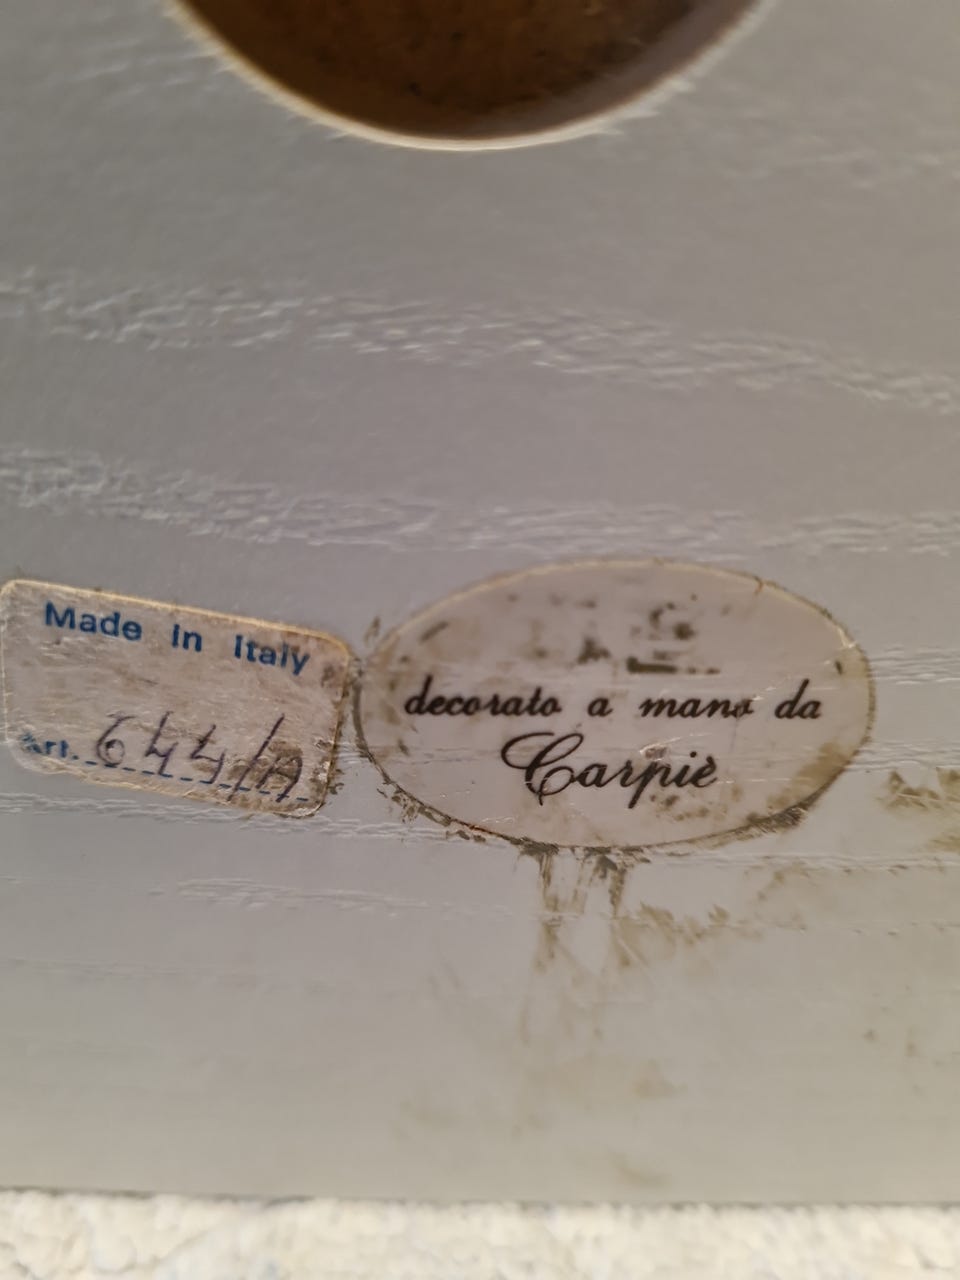 Made in Italy
Art. 644/A
decorato a mano da
Carpiè